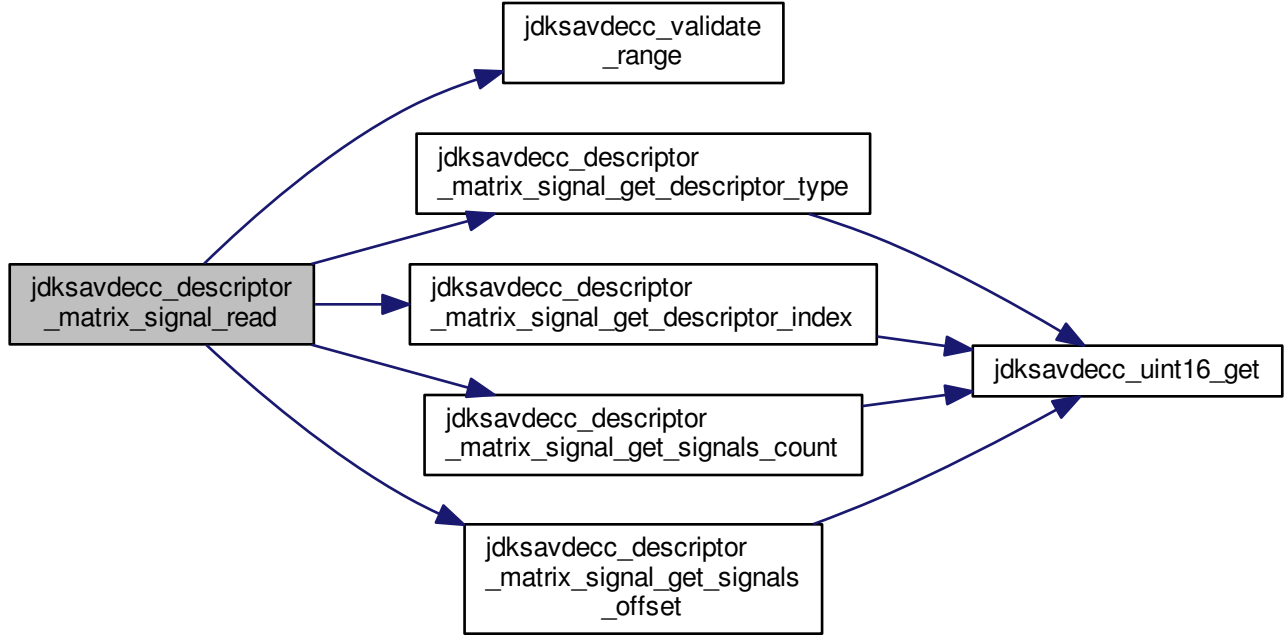 jdksavdecc_validate
_range
jdksavdecc_descriptor
_matrix_signal_get_descriptor_type
jdksavdecc_descriptor
_matrix_signal_read
jdksavdecc_descriptor
_matrix_signal_get_descriptor_index
jdksavdecc_uint16_get
jdksavdecc_descriptor
_matrix_signal_get_signals_count
jdksavdecc_descriptor
_matrix_signal_get_signals
_offset